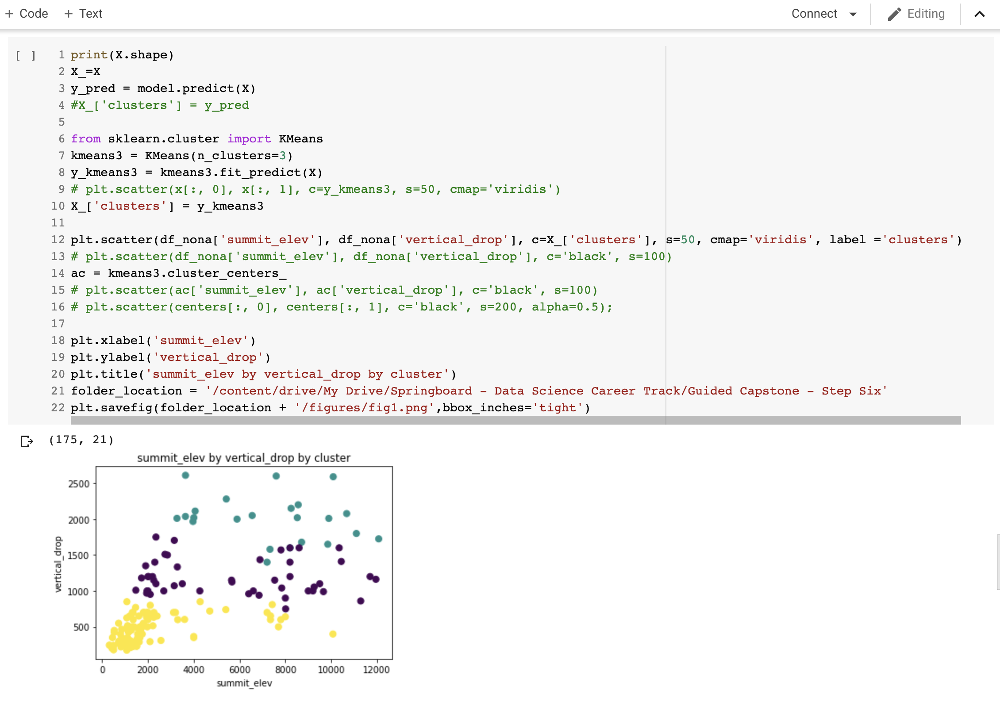 + Code + Text Connect Editing
[ ] 1 print(X.shape)
2 X_=X
3 y_pred = model.predict(X)
4 #X_['clusters'] = y_pred
5
6 from sklearn.cluster import KMeans
7 kmeans3 = KMeans(n_clusters=3)
8 y_kmeans3 = kmeans3.fit_predict(X)
9 # plt.scatter(x[:, 0], x[:, 1], c=y_kmeans3, s=50, cmap='viridis')
10 X_['clusters'] = y_kmeans3
11
12 plt.scatter(df_nona['summit_elev'], df_nona['vertical_drop'], c=X_['clusters'], s=50, cmap='viridis', label ='clusters')
13 # plt.scatter(df_nona['summit_elev'], df_nona['vertical_drop'], c='black', s=100)
14 ac = kmeans3.cluster_centers_
15 # plt.scatter(ac['summit_elev'], ac['vertical_drop'], c='black', s=100)
16 # plt.scatter(centers[:, 0], centers[:, 1], c='black', s=200, alpha=0.5);
17
18 plt.xlabel('summit_elev')
19 plt.ylabel('vertical_drop')
20 plt.title('summit_elev by vertical_drop by cluster')
21 folder_location = '/content/drive/My Drive/Springboard - Data Science Career Track/Guided Capstone - Step Six'
22 plt.savefig(folder_location + '/figures/fig1.png',bbox_inches='tight')
(175, 21)
summit_elev by vertical_drop by cluster
2500
2000
1500
1000
500
vertical_drop
0 2000 4000 6000 8000 10000 12000
summit_elev